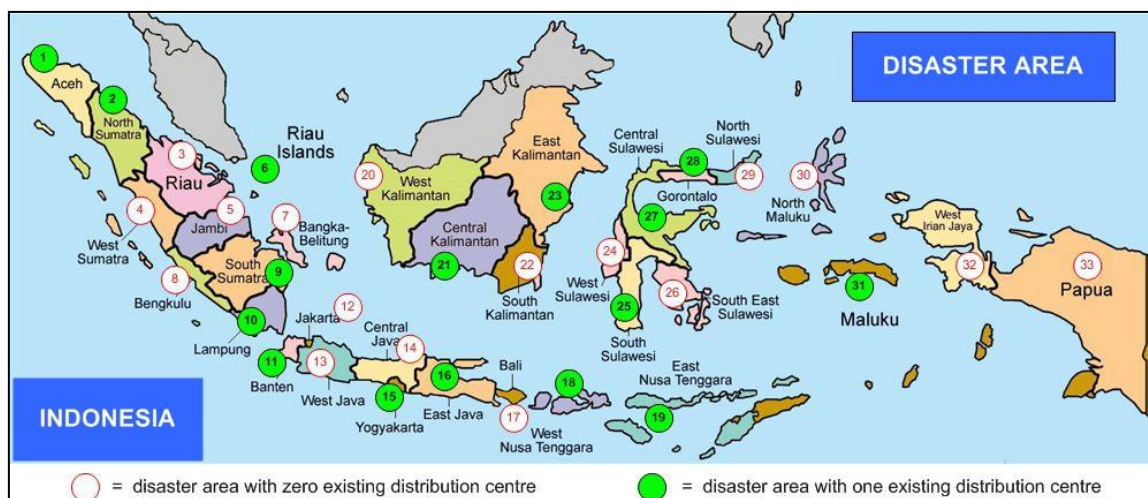 DISASTER AREA
1
Aceh
2
North
Sumatra
3
Riau
Riau
Islands
6
4
West
Sumatra
5
Jambi
7
Bangka-
Belitung
8
Bengkulu
South
Sumatra
9
10
Lampung
11
Banten
12
Jakarta
13
West Java
Central
Java
14
15
Yogyakarta
16
East Java
Bali
17
18
West
Nusa Tenggara
East
Nusa Tenggara
19
20
West
Kalimantan
Central
Kalimantan
21
22
South
Kalimantan
East
Kalimantan
23
24
West
Sulawesi
25
South
Sulawesi
26
South East
Sulawesi
Central
Sulawesi
27
28
Gorontalo
North
Sulawesi
29
30
North
Maluku
31
Maluku
West
Irian Jaya
32
33
Papua
INDONESIA
= disaster area with zero existing distribution centre
= disaster area with one existing distribution centre